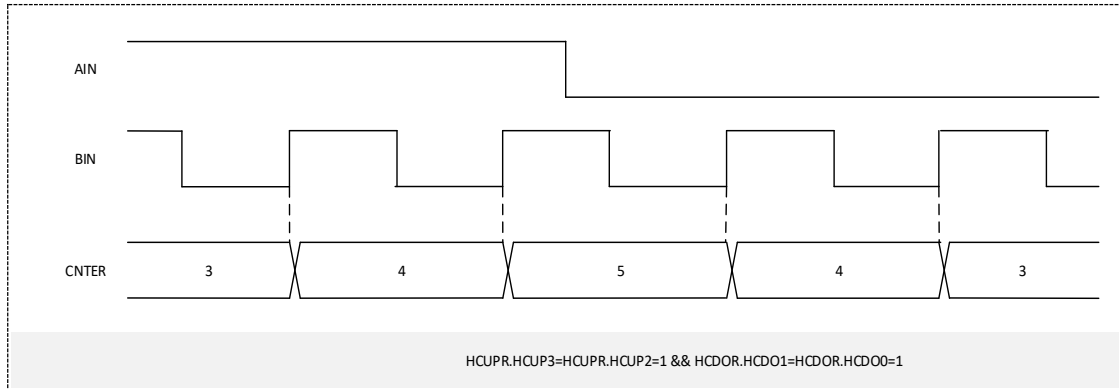 AIN
BIN
CNTER 3 4 5 4 3
HCUPR.HCUP3=HCUPR.HCUP2=1 && HCDOR.HCDO1=HCDOR.HCDO0=1